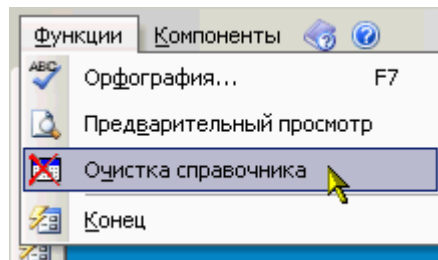 Функции Компоненты
ABC Орфография... F7
Предварительный просмотр
Очистка справочника
Конец